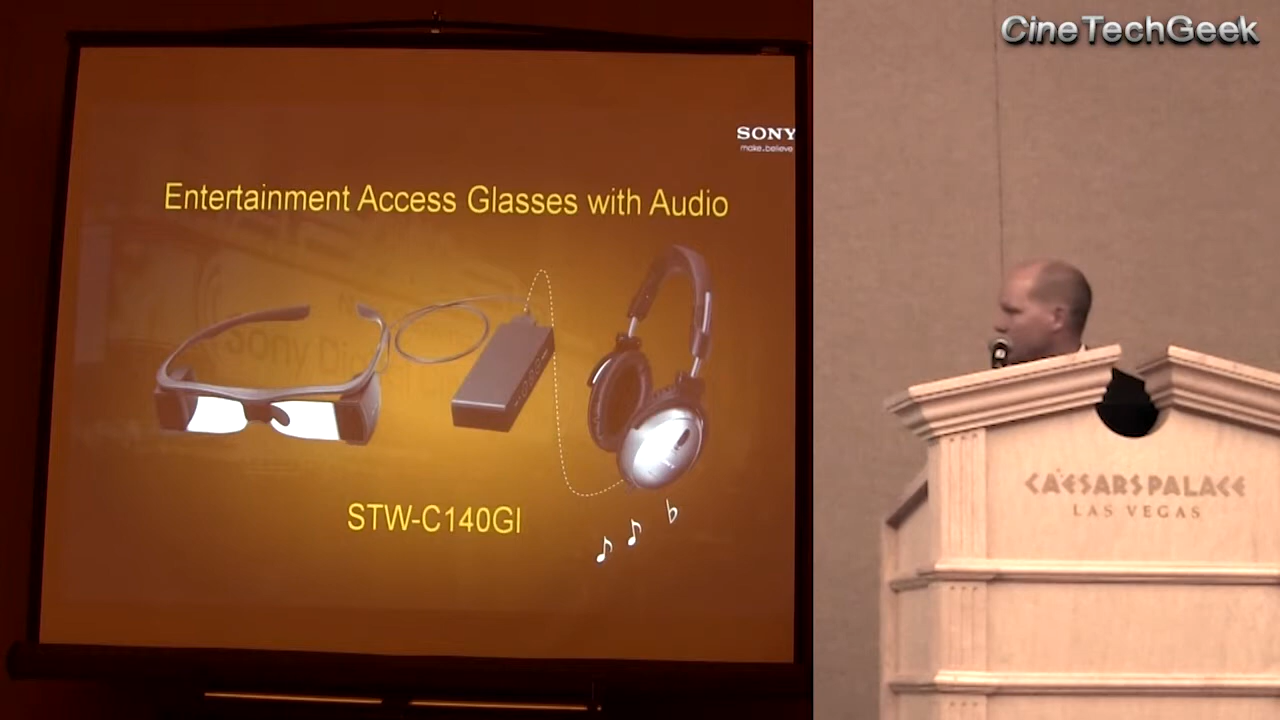 CineTechGeek
SONY
make.believe
Entertainment Access Glasses with Audio
STW-C140GI
CAESARS PALACE
LAS VEGAS